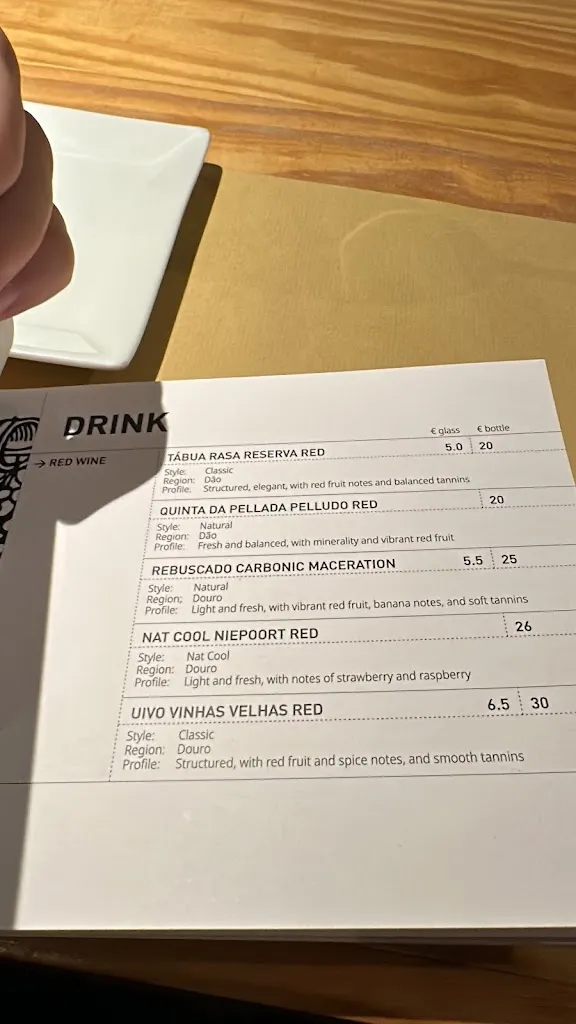 DRINK
→ RED WINE
€ glass € bottle
TÁBUA RASA RESERVA RED 5.0 20
Style: Classic
Region: Dão
Profile: Structured, elegant, with red fruit notes and balanced tannins
QUINTA DA PELLADA PELLUDO RED 20
Style: Natural
Region: Dão
Profile: Fresh and balanced, with minerality and vibrant red fruit
REBUSCADO CARBONIC MACERATION 5.5 25
Style: Natural
Region: Douro
Profile: Light and fresh, with vibrant red fruit, banana notes, and soft tannins
NAT COOL NIEPOORT RED 26
Style: Nat Cool
Region: Douro
Profile: Light and fresh, with notes of strawberry and raspberry
UIVO VINHAS VELHAS RED 6.5 30
Style: Classic
Region: Douro
Profile: Structured, with red fruit and spice notes, and smooth tannins